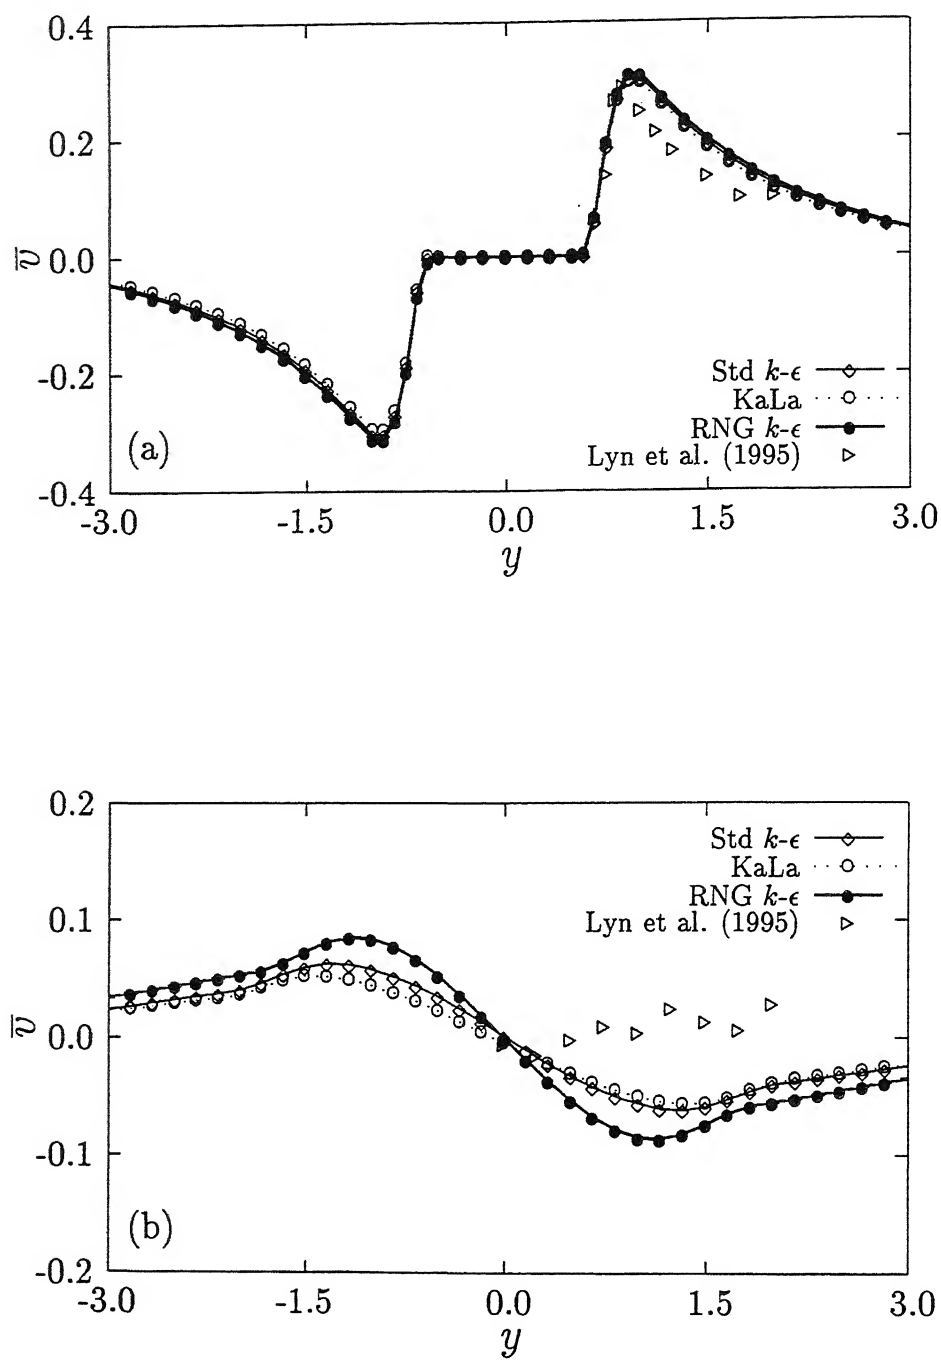 0.4
0.2
0.0
-0.2
-0.4
v̅
(a)
Std k-ϵ
KaLa
RNG k-ϵ
Lyn et al. (1995)
-3.0 -1.5 0.0 1.5 3.0
y
0.2
0.1
0.0
-0.1
-0.2
v̅
Std k-ϵ
KaLa
RNG k-ϵ
Lyn et al. (1995)
(b)
-3.0 -1.5 0.0 1.5 3.0
y